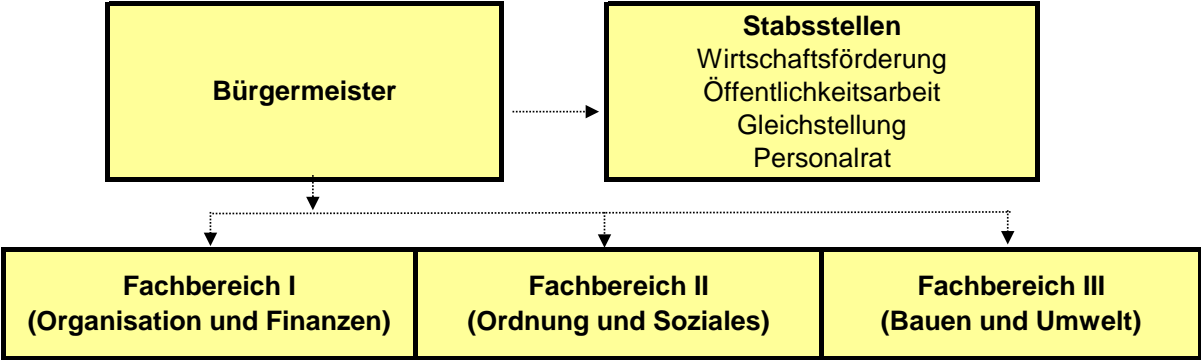 Bürgermeister
Stabsstellen
Wirtschaftsförderung
Öffentlichkeitsarbeit
Gleichstellung
Personalrat
Fachbereich I
(Organisation und Finanzen)
Fachbereich II
(Ordnung und Soziales)
Fachbereich III
(Bauen und Umwelt)